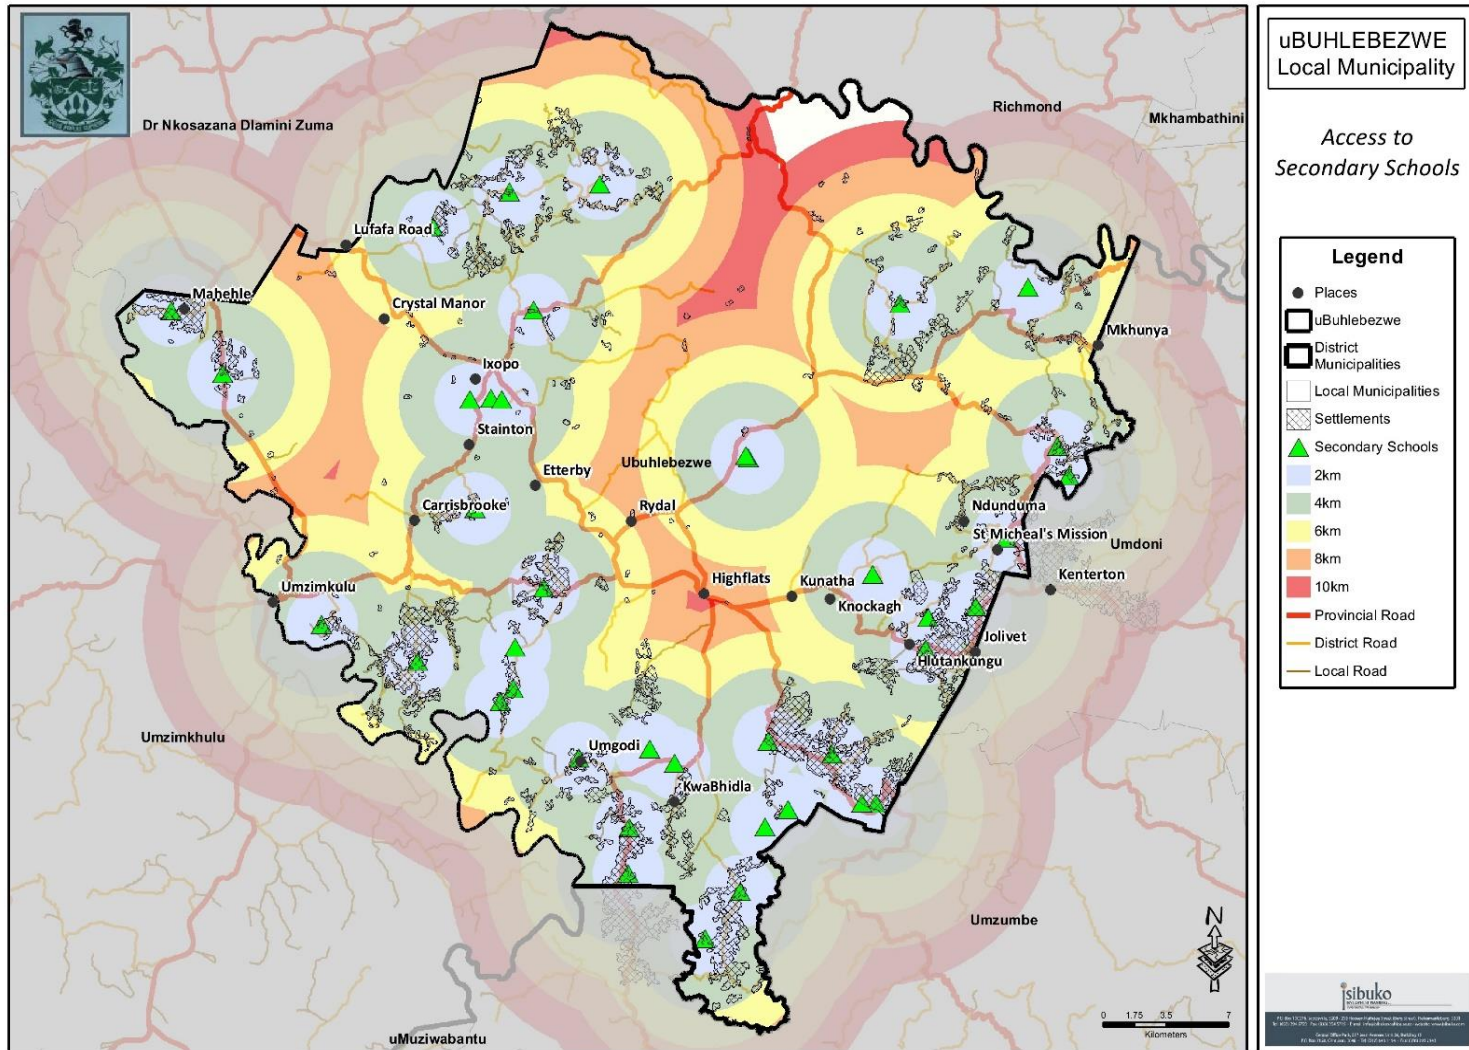 uBUHLEBEZWE
Local Municipality
Access to
Secondary Schools
Legend
Places
uBuhlebezwe
District
Municipalities
Local Municipalities
Settlements
Secondary Schools
2km
4km
6km
8km
10km
Provincial Road
District Road
Local Road
isibuko
Dr Nkosazana Dlamini Zuma
Richmond
Mkhambathini
Lufafa Road
Mahehle
Crystal Manor
Mkhunya
Ixopo
Stainton
Etterby
Ubuhlebezwe
Carrisbrooke
Rydal
Ndunduma
St Micheal's Mission
Umdoni
Umzimkulu
Highflats
Kunatha
Kenterton
Knockagh
Jolivet
Hlutankungu
Umzimkhulu
Umgodi
KwaBhidla
Umzumbe
uMuziwabantu
N
0 1.75 3.5 7
Kilometers